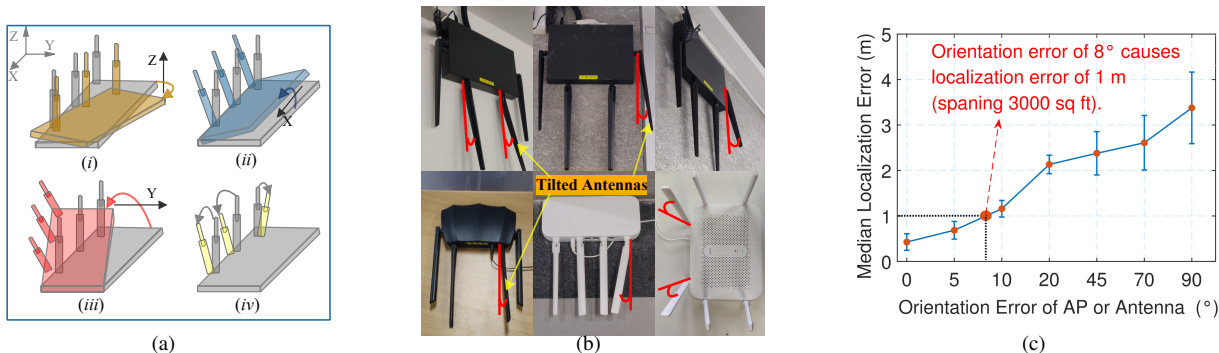 Z
Y
X
Z
X
(i)
(ii)
Y
(iii)
(iv)
(a)
Tilted Antennas
(b)
Orientation error of 8° causes
localization error of 1 m
(spaning 3000 sq ft).
Median Localization Error (m)
5
4
3
2
1
0
0 5 10 20 45 70 90
Orientation Error of AP or Antenna (°)
(c)